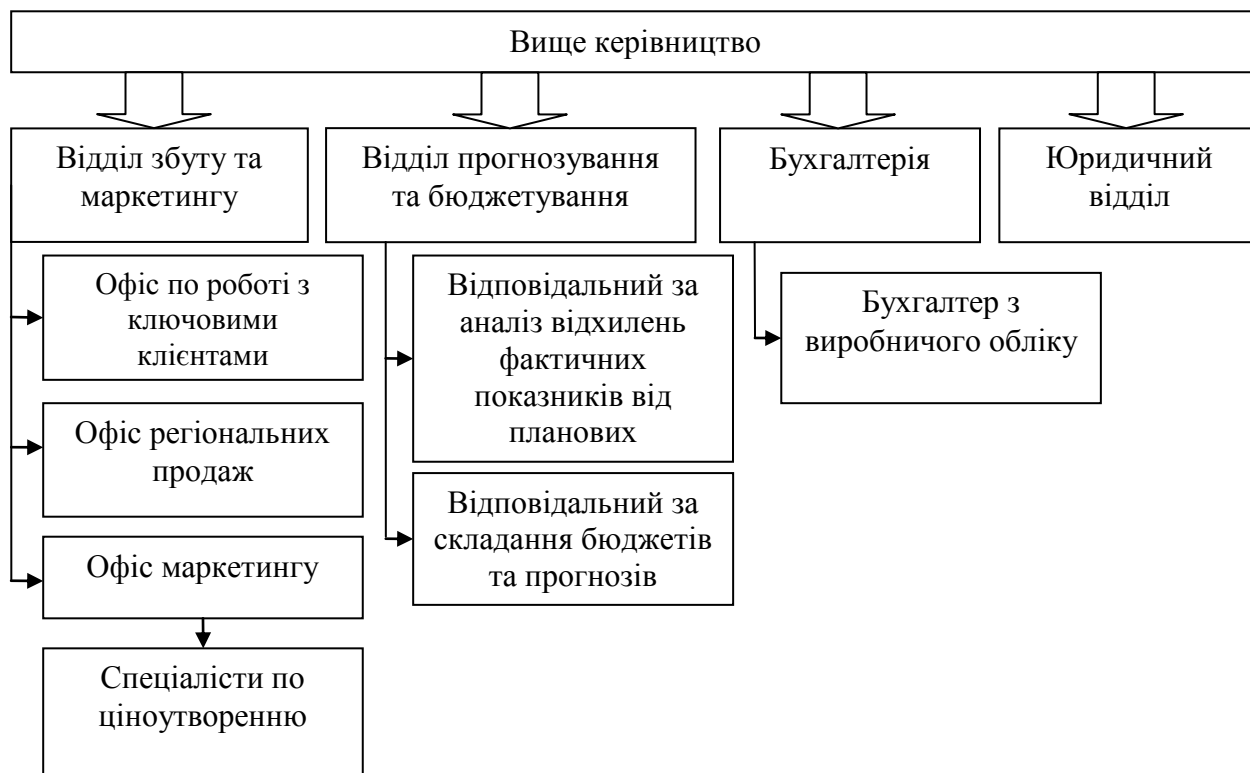 Вище керівництво
Відділ збуту та
маркетингу
Відділ прогнозування
та бюджетування
Бухгалтерія
Юридичний
відділ
Офіс по роботі з
ключовими
клієнтами
Відповідальний за
аналіз відхилень
фактичних
показників від
планових
Бухгалтер з
виробничого обліку
Офіс регіональних
продаж
Відповідальний за
складання бюджетів
та прогнозів
Офіс маркетингу
Спеціалісти по
ціноутворенню